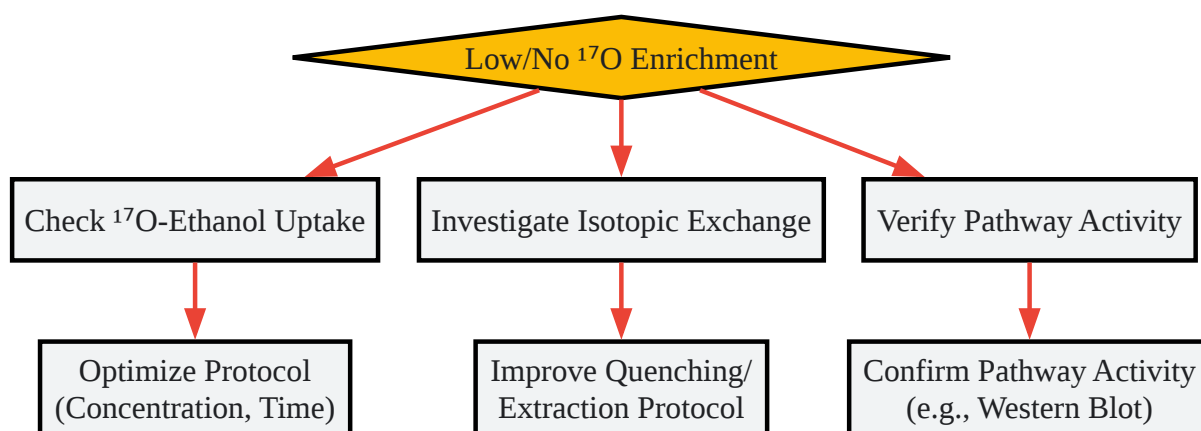 Low/No ¹⁷O Enrichment
Check ¹⁷O-Ethanol Uptake
Investigate Isotopic Exchange
Verify Pathway Activity
Optimize Protocol
(Concentration, Time)
Improve Quenching/
Extraction Protocol
Confirm Pathway Activity
(e.g., Western Blot)